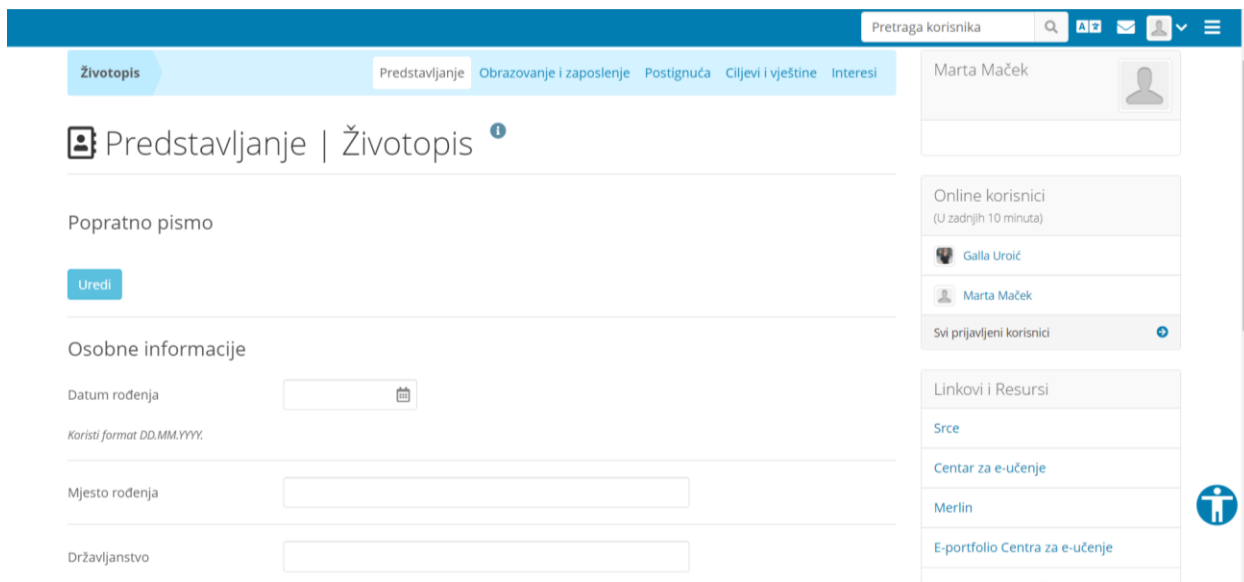 Pretraga korisnika
Životopis
Predstavljanje Obrazovanje i zaposlenje Postignuća Ciljevi i vještine Interesi
Predstavljanje | Životopis
Popratno pismo
Uredi
Osobne informacije
Datum rođenja
Koristi format DD.MM.YYYY.
Mjesto rođenja
Državljanstvo
Marta Maček
Online korisnici
(U zadnjih 10 minuta)
Galla Uroić
Marta Maček
Svi prijavljeni korisnici
Linkovi i Resursi
Srce
Centar za e-učenje
Merlin
E-portfolio Centra za e-učenje